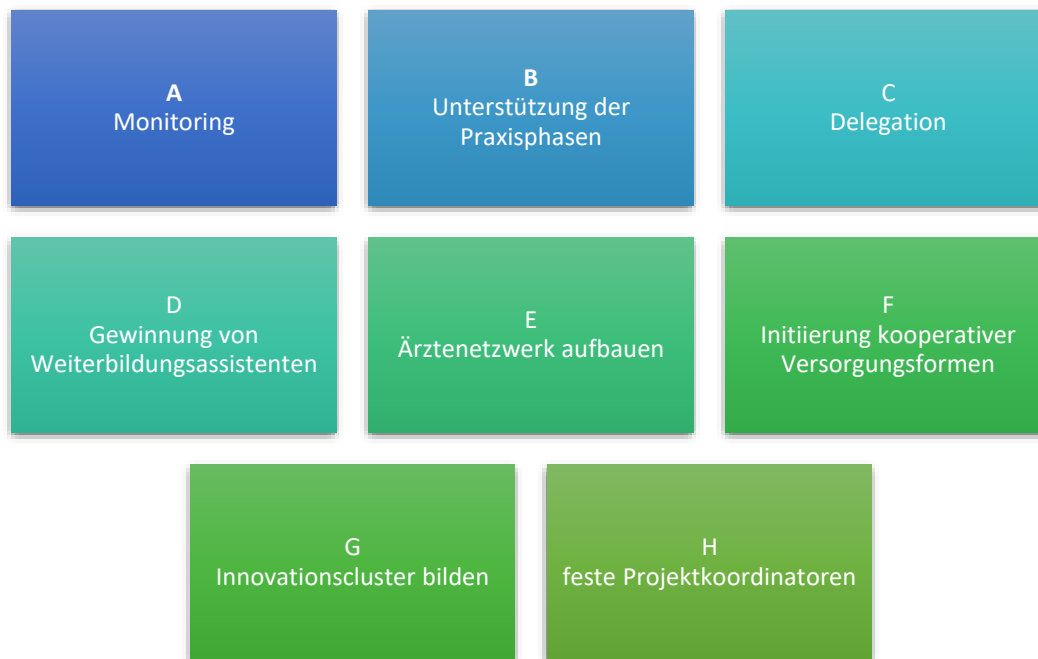 A
Monitoring
B
Unterstützung der
Praxisphasen
C
Delegation
D
Gewinnung von
Weiterbildungsassistenten
E
Ärztenetzwerk aufbauen
F
Initiierung kooperativer
Versorgungsformen
G
Innovationscluster bilden
H
feste Projektkoordinatoren